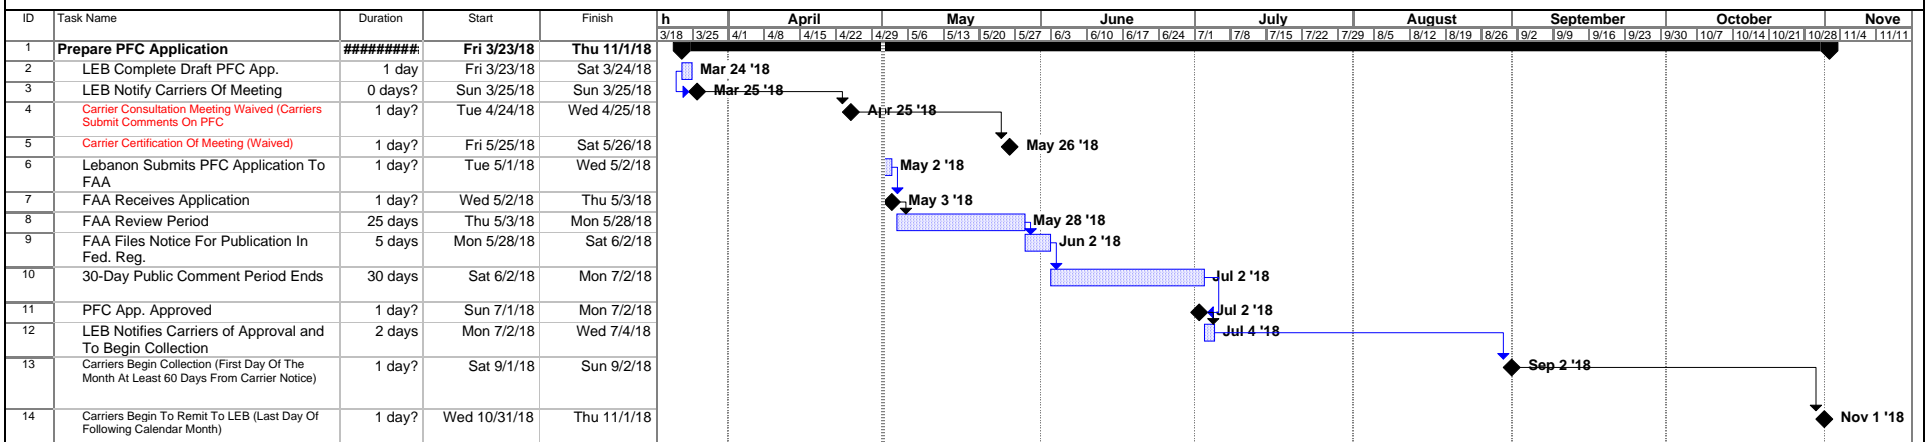 ID Task Name Duration Start Finish h April May June July August September October Nove
3/18 3/25 4/1 4/8 4/15 4/22 4/29 5/6 5/13 5/20 5/27 6/3 6/10 6/17 6/24 7/1 7/8 7/15 7/22 7/29 8/5 8/12 8/19 8/26 9/2 9/9 9/16 9/23 9/30 10/7 10/14 10/21 10/28 11/4 11/11
1 Prepare PFC Application ######### Fri 3/23/18 Thu 11/1/18
2 LEB Complete Draft PFC App. 1 day Fri 3/23/18 Sat 3/24/18 Mar 24 '18
3 LEB Notify Carriers Of Meeting 0 days? Sun 3/25/18 Sun 3/25/18 Mar 25 '18
4 Carrier Consultation Meeting Waived (Carriers 1 day? Tue 4/24/18 Wed 4/25/18 Apr 25 '18
Submit Comments On PFC
5 Carrier Certification Of Meeting (Waived) 1 day? Fri 5/25/18 Sat 5/26/18 May 26 '18
6 Lebanon Submits PFC Application To 1 day? Tue 5/1/18 Wed 5/2/18 May 2 '18
FAA
7 FAA Receives Application 1 day? Wed 5/2/18 Thu 5/3/18 May 3 '18
8 FAA Review Period 25 days Thu 5/3/18 Mon 5/28/18 May 28 '18
9 FAA Files Notice For Publication In 5 days Mon 5/28/18 Sat 6/2/18 Jun 2 '18
Fed. Reg.
10 30-Day Public Comment Period Ends 30 days Sat 6/2/18 Mon 7/2/18 Jul 2 '18
11 PFC App. Approved 1 day? Sun 7/1/18 Mon 7/2/18 Jul 2 '18
12 LEB Notifies Carriers of Approval and 2 days Mon 7/2/18 Wed 7/4/18 Jul 4 '18
To Begin Collection
13 Carriers Begin Collection (First Day Of The 1 day? Sat 9/1/18 Sun 9/2/18 Sep 2 '18
Month At Least 60 Days From Carrier Notice)
14 Carriers Begin To Remit To LEB (Last Day Of 1 day? Wed 10/31/18 Thu 11/1/18 Nov 1 '18
Following Calendar Month)